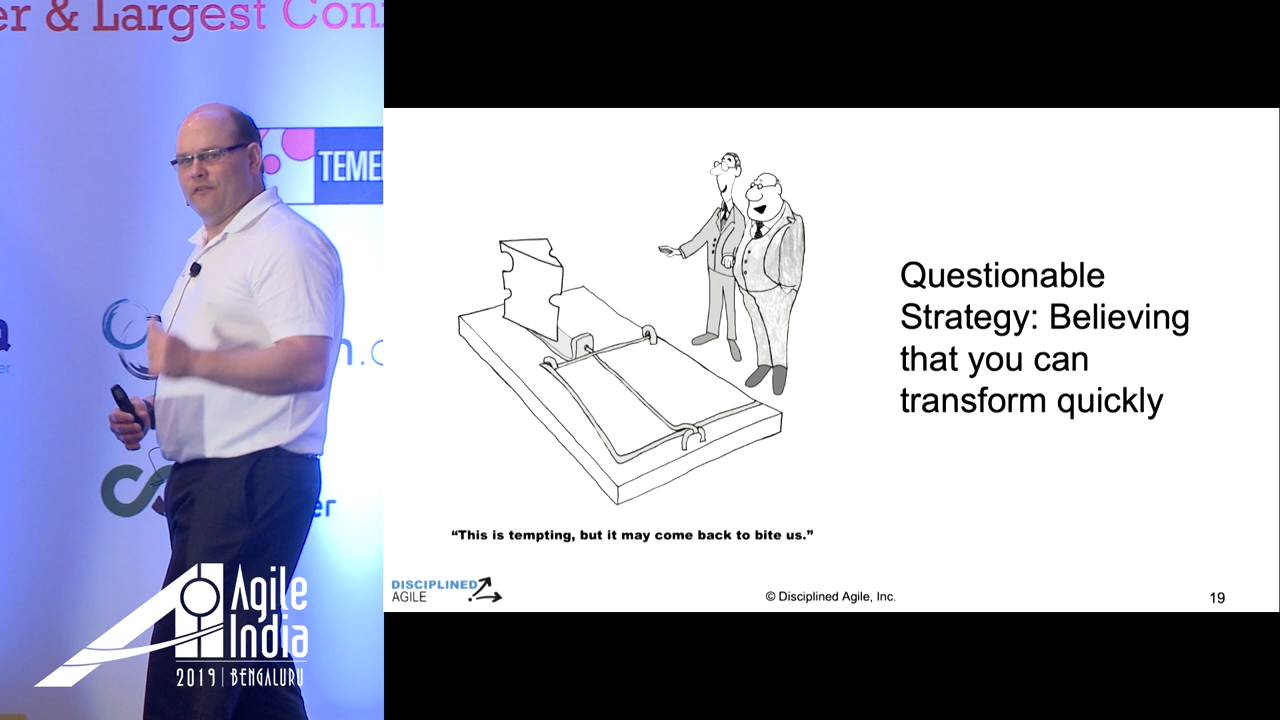 er & Largest Con
TEME
Agile
India
2019 | BENGALURU
Questionable
Strategy: Believing
that you can
transform quickly
“This is tempting, but it may come back to bite us.”
DISCIPLINED
AGILE
© Disciplined Agile, Inc.
19